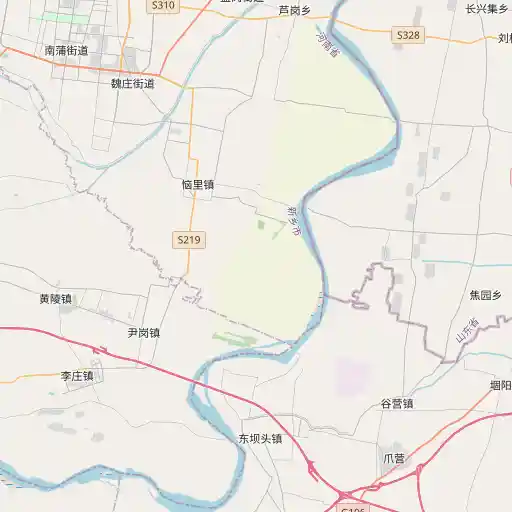 S310
芦岗乡
长兴集乡
S328
南蒲街道
河南省
魏庄街道
恼里镇
新乡市
S219
黄陵镇
焦园乡
尹岗镇
山东省
李庄镇
谷营镇
东坝头镇
爪营